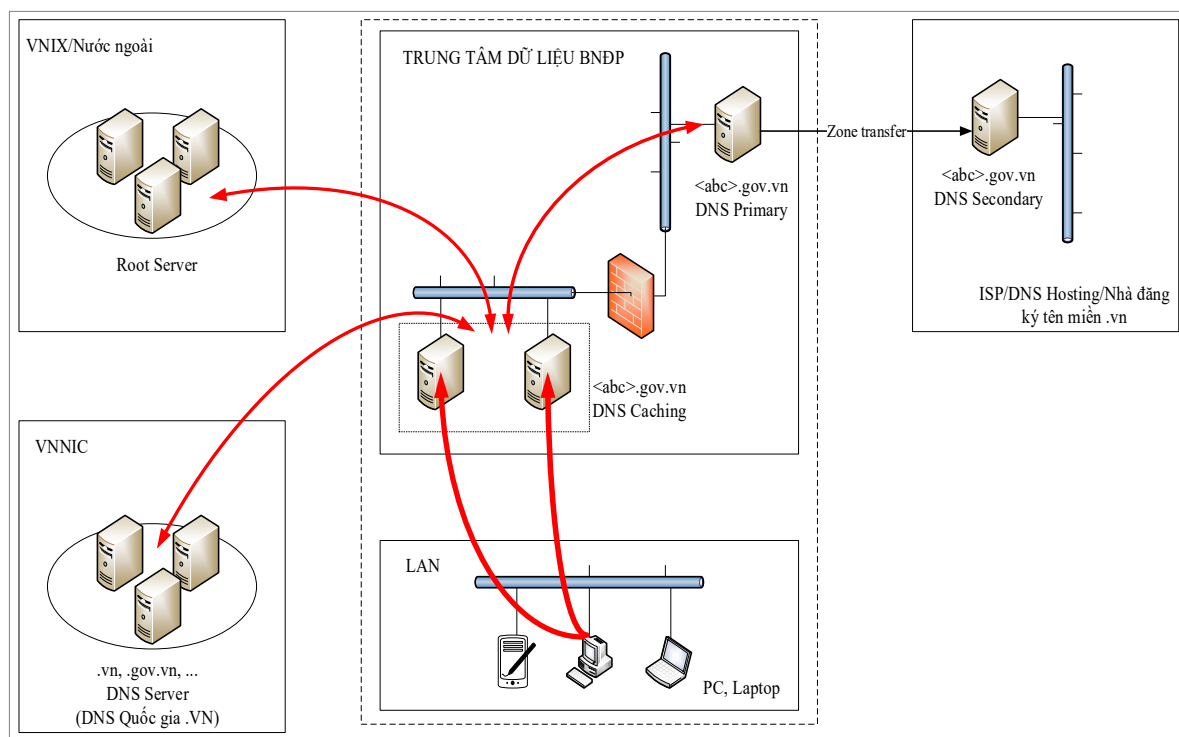 VNIX/Nước ngoài
Root Server
TRUNG TÂM DỮ LIỆU BNĐP
<abc>.gov.vn
DNS Primary
Zone transfer
<abc>.gov.vn
DNS Secondary
ISP/DNS Hosting/Nhà đăng
ký tên miền .vn
<abc>.gov.vn
DNS Caching
VNNIC
.vn, .gov.vn, ...
DNS Server
(DNS Quốc gia .VN)
LAN
PC, Laptop